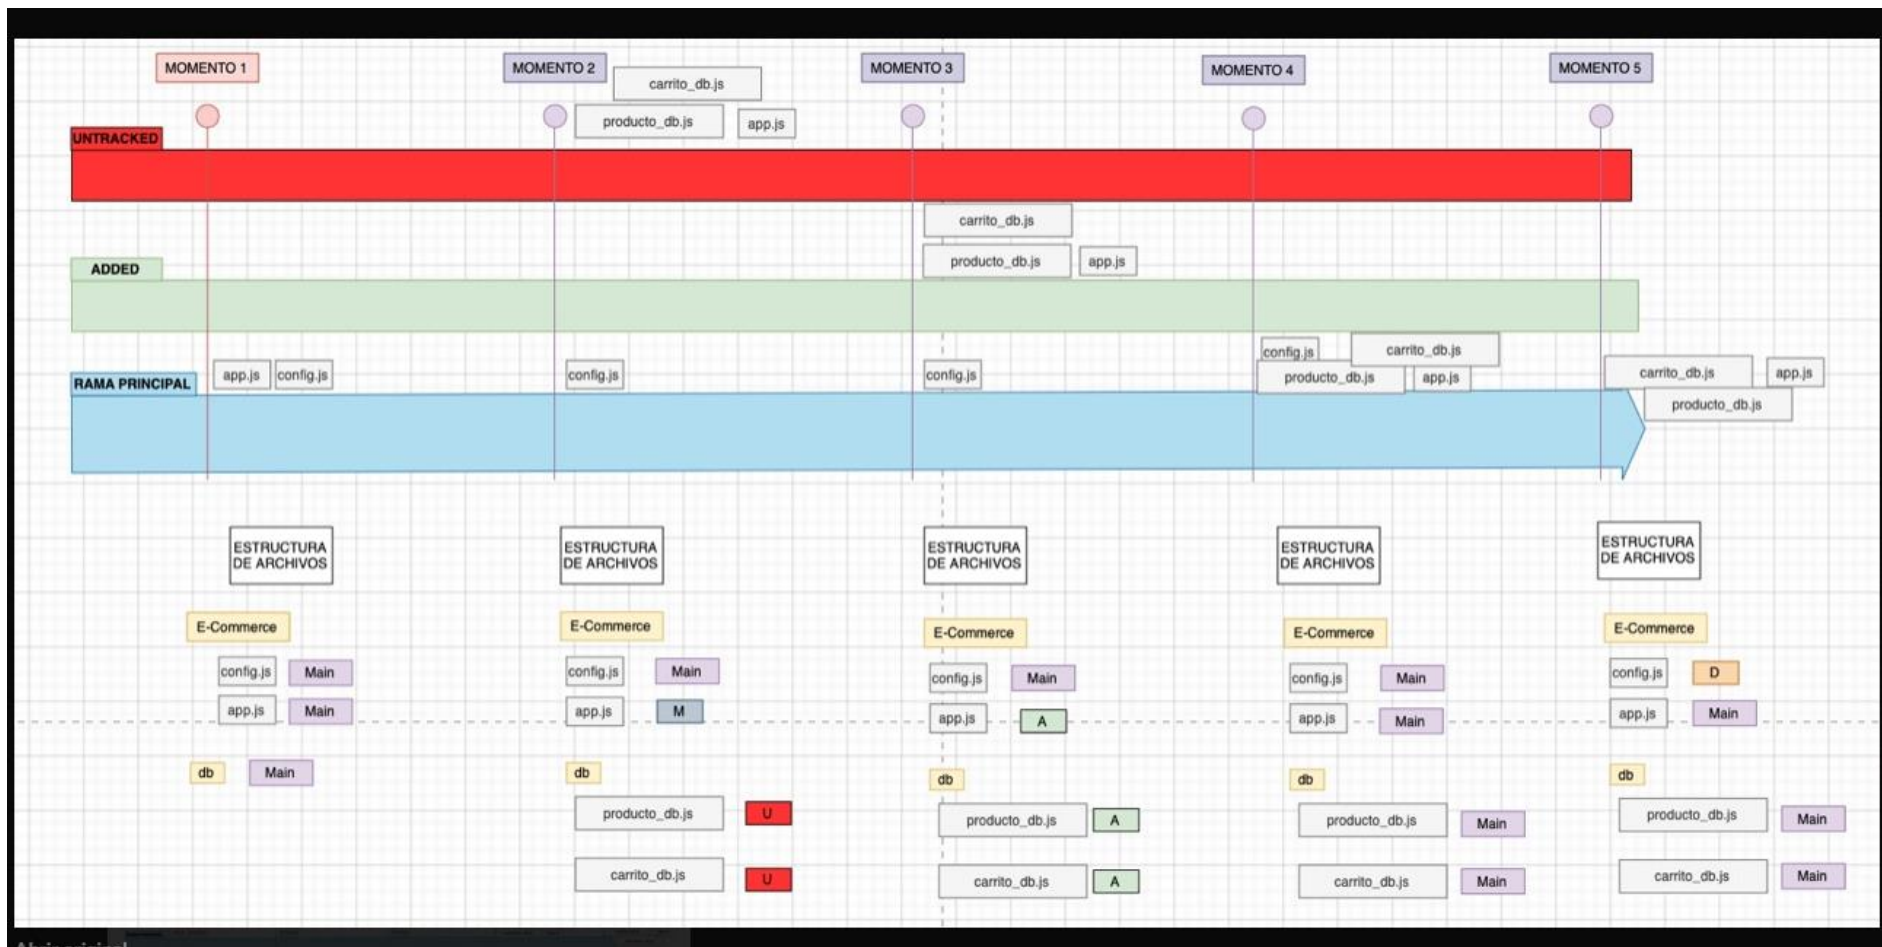 MOMENTO 1
MOMENTO 2
MOMENTO 3
MOMENTO 4
MOMENTO 5
carrito_db.js
producto_db.js
app.js
UNTRACKED
carrito_db.js
producto_db.js
app.js
ADDED
RAMA PRINCIPAL
app.js
config.js
config.js
config.js
config.js
carrito_db.js
producto_db.js
app.js
carrito_db.js
app.js
producto_db.js
ESTRUCTURA
DE ARCHIVOS
E-Commerce
config.js
Main
app.js
Main
db
Main
ESTRUCTURA
DE ARCHIVOS
E-Commerce
config.js
Main
app.js
M
db
producto_db.js
U
carrito_db.js
U
ESTRUCTURA
DE ARCHIVOS
E-Commerce
config.js
Main
app.js
A
db
producto_db.js
A
carrito_db.js
A
ESTRUCTURA
DE ARCHIVOS
E-Commerce
config.js
Main
app.js
Main
db
producto_db.js
Main
carrito_db.js
Main
ESTRUCTURA
DE ARCHIVOS
E-Commerce
config.js
D
app.js
Main
db
producto_db.js
Main
carrito_db.js
Main